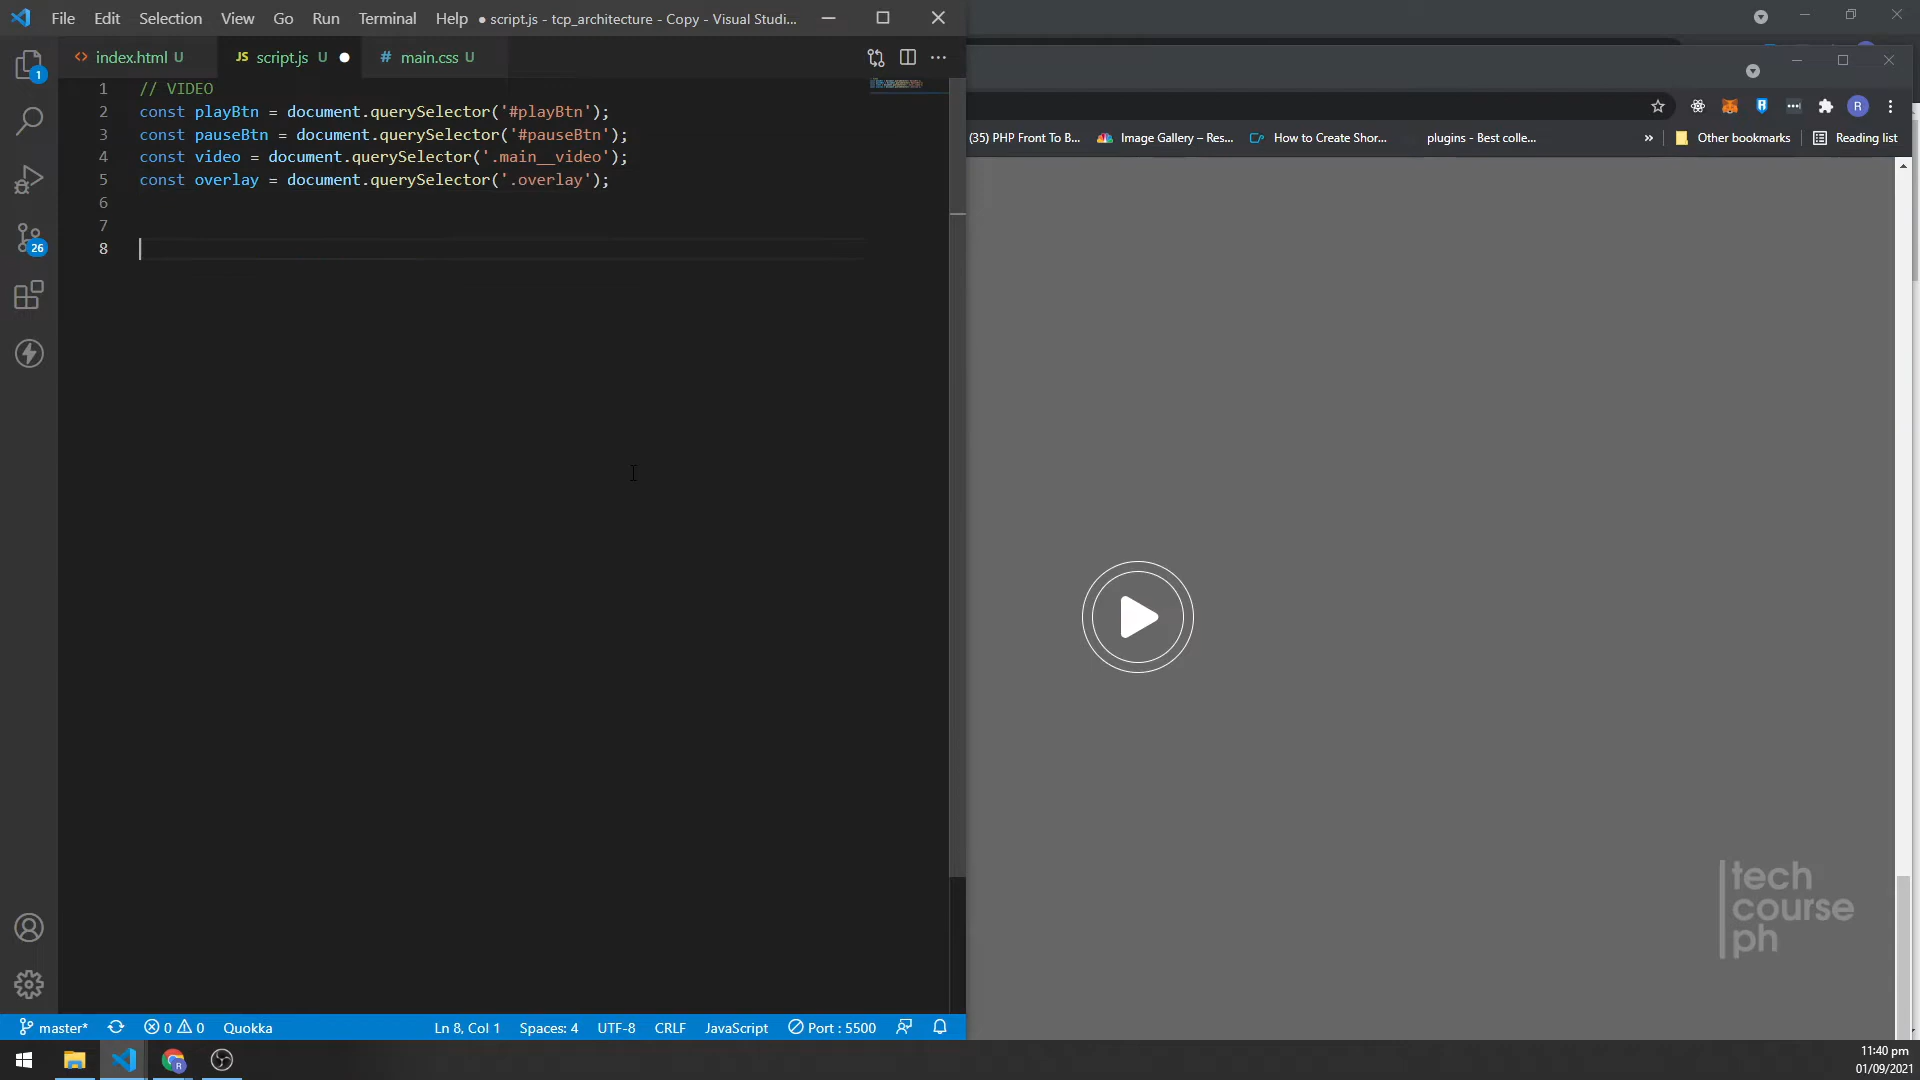 File Edit Selection View Go Run Terminal Help ● script.js - tcp_architecture - Copy - Visual Studi...
index.html U JS script.js U # main.css U
1 // VIDEO
2 const playBtn = document.querySelector('#playBtn');
3 const pauseBtn = document.querySelector('#pauseBtn');
4 const video = document.querySelector('.main__video');
5 const overlay = document.querySelector('.overlay');
6
7
8
1
26
R
(35) PHP Front To B... Image Gallery – Res... How to Create Shor... plugins - Best colle... » Other bookmarks Reading list
tech
course
ph
master* 0 0 Quokka Ln 8, Col 1 Spaces: 4 UTF-8 CRLF JavaScript Port : 5500
R
11:40 pm
01/09/2021